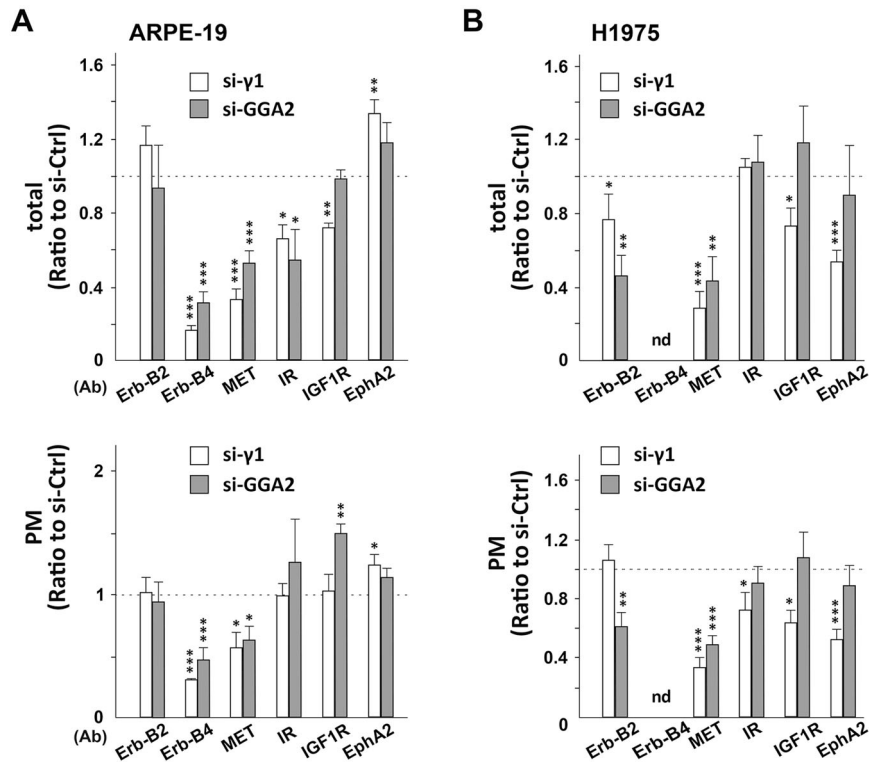 A
ARPE-19
si-γ1
si-GGA2
total
(Ratio to si-Ctrl)
1.6
1.2
0.8
0.4
0
**
***
***
***
***
*
*
**
(Ab)
Erb-B2
Erb-B4
MET
IR
IGF1R
EphA2
si-γ1
si-GGA2
PM
(Ratio to si-Ctrl)
2
1
0
***
***
*
*
**
*
(Ab)
Erb-B2
Erb-B4
MET
IR
IGF1R
EphA2
B
H1975
si-γ1
si-GGA2
total
(Ratio to si-Ctrl)
1.6
1.2
0.8
0.4
0
*
**
nd
***
**
*
***
Erb-B2
Erb-B4
MET
IR
IGF1R
EphA2
si-γ1
si-GGA2
PM
(Ratio to si-Ctrl)
1.6
1.2
0.8
0.4
0
**
nd
***
***
*
*
***
Erb-B2
Erb-B4
MET
IR
IGF1R
EphA2